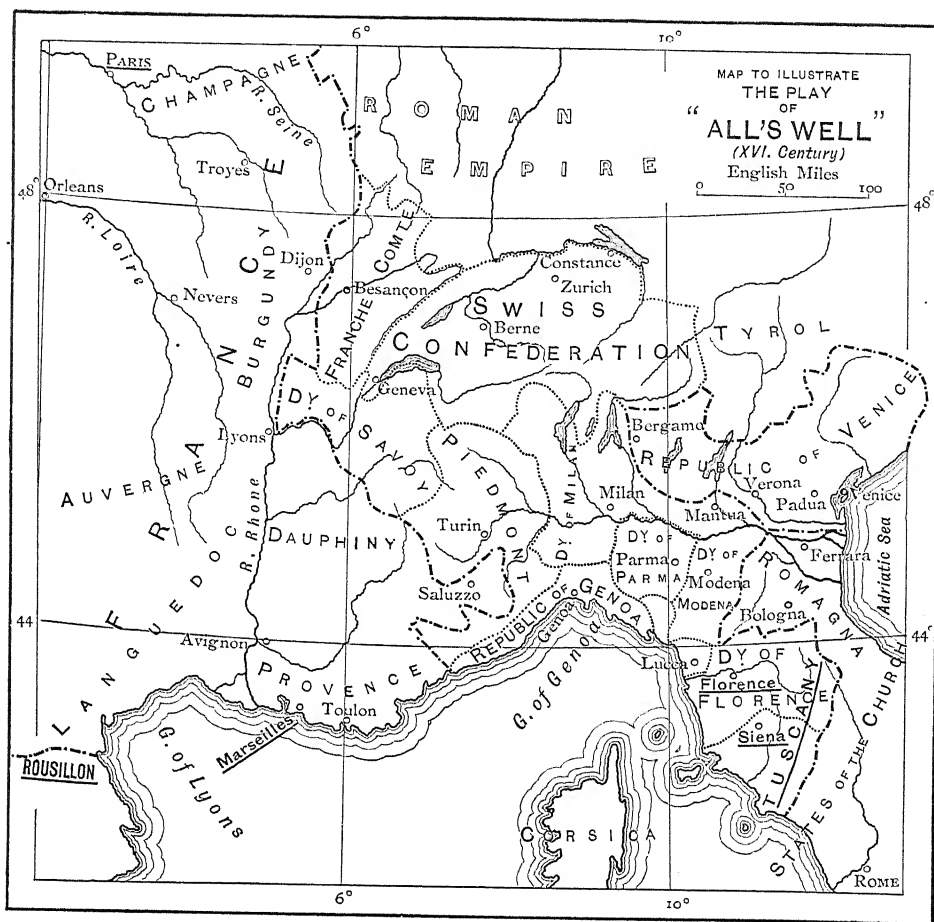 6°
10°
PARIS
CHAMPAGNE
R. Seine
ROMAN
EMPIRE
MAP TO ILLUSTRATE
THE PLAY
OF
"ALL'S WELL"
(XVI. Century)
English Miles
0 50 100
Troyes
48°
Orleans
48°
R. Loire
FRANCE
BURGUNDY
Dijon
FRANCHE COMTE
Besançon
Constance
Zurich
Nevers
SWISS
Berne
CONFEDERATION
TYROL
Geneva
DY OF SAVOY
Lyons
PIEDMONT
DY OF MILAN
Bergamo
REPUBLIC OF VENICE
Verona
Padua
Venice
AUVERGNE
Milan
Mantua
R. Rhone
DAUPHINY
Turin
DY OF
Parma
PARMA
DY OF
Modena
MODENA
Ferrara
Adriatic Sea
ROMAGNA
Saluzzo
Bologna
LANGUEDOC
REPUBLIC OF GENOA
Genoa
44
44°
Avignon
PROVENCE
G. of Genoa
Lucca
DY OF
Florence
FLORENCE
Toulon
Marseilles
Siena
TUSCANY
STATES OF THE CHURCH
ROUSILLON
G. of Lyons
CORSICA
ROME
6°
10°